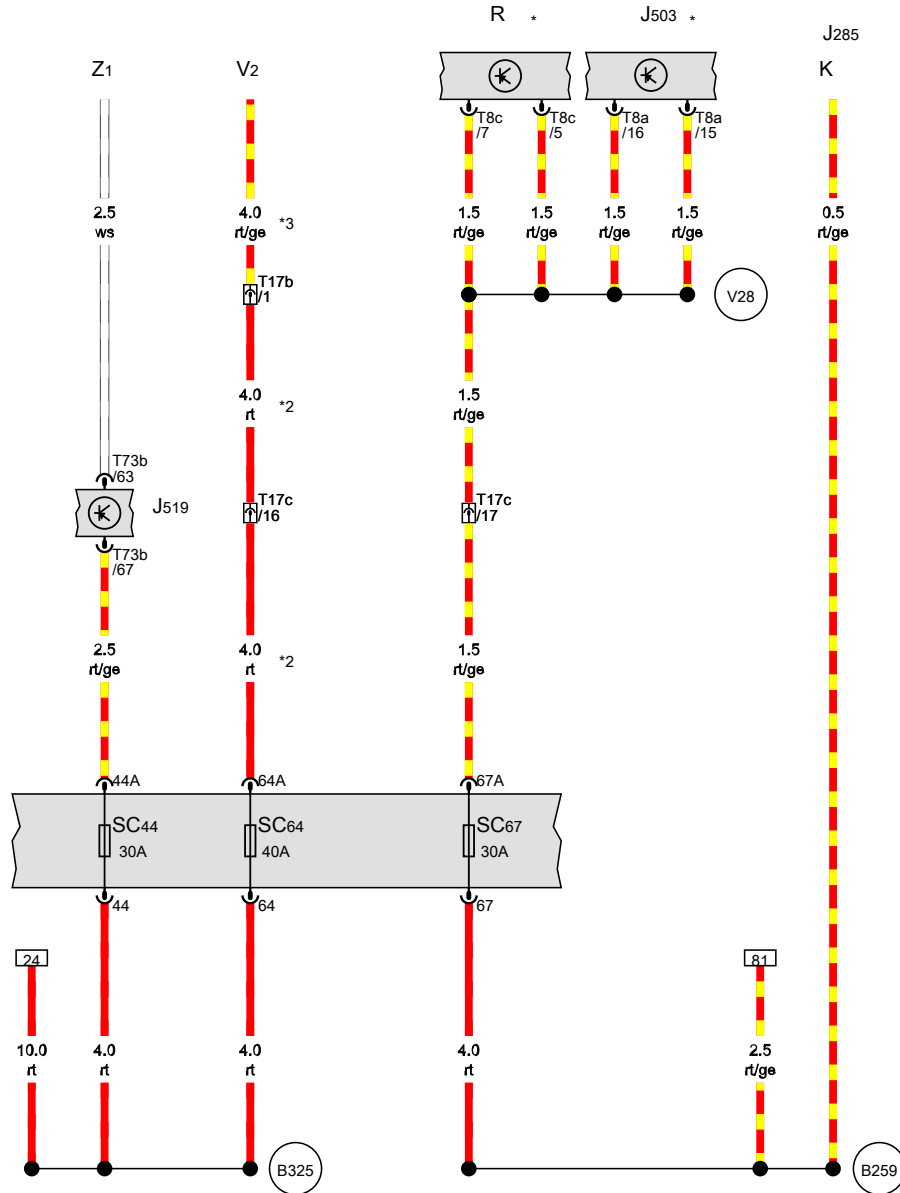 R *
J503 *
J285
Z1
V2
K
T8c
/7
T8c
/5
T8a
/16
T8a
/15
2.5
ws
4.0
rt/ge
*3
1.5
rt/ge
1.5
rt/ge
1.5
rt/ge
1.5
rt/ge
0.5
rt/ge
T17b
/1
V28
4.0
rt
*2
1.5
rt/ge
T73b
/63
J519
T17c
/16
T17c
/17
T73b
/67
2.5
rt/ge
4.0
rt
*2
1.5
rt/ge
44A
64A
67A
SC44
30A
SC64
40A
SC67
30A
44
64
67
24
81
10.0
rt
4.0
rt
4.0
rt
4.0
rt
2.5
rt/ge
B325
B259